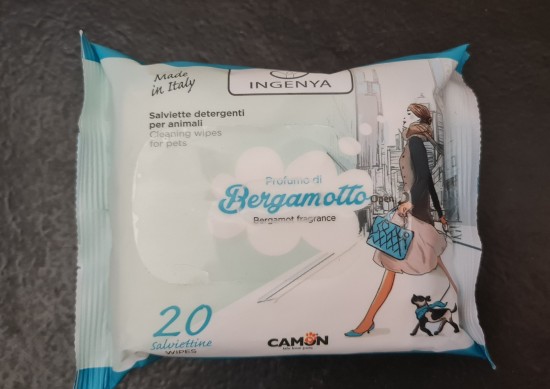 Made
in Italy
INGENYA
Salviette detergenti
per animali
Cleaning wipes
for pets
Profumo di
Bergamotto
Open
Bergamot fragrance
20
Salviettine
WIPES
CAMON